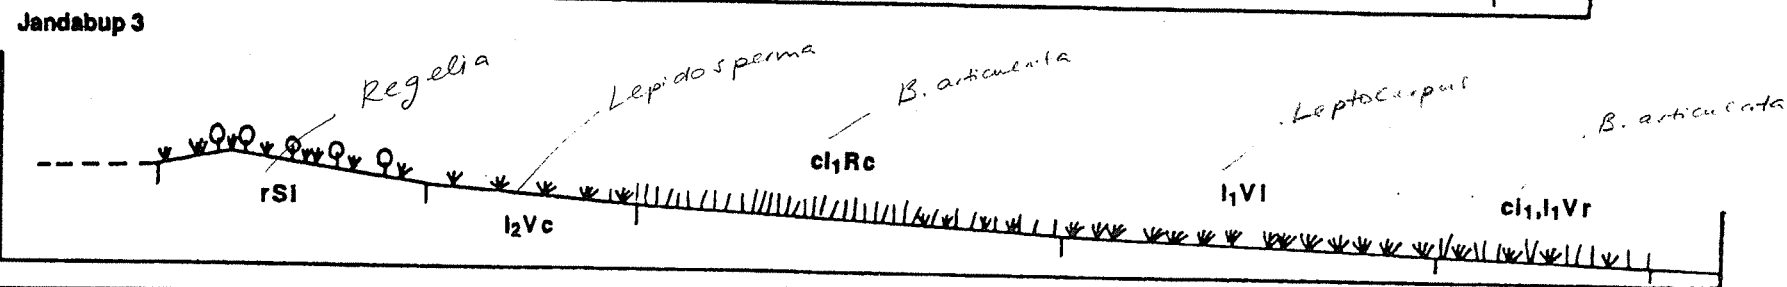 Jandabup 3
Regelia
Lepidosperma
B. articulata
Leptocarpus
B. articulata
rSl
l₂Vc
cl₁Rc
l₁Vl
cl₁,l₁Vr